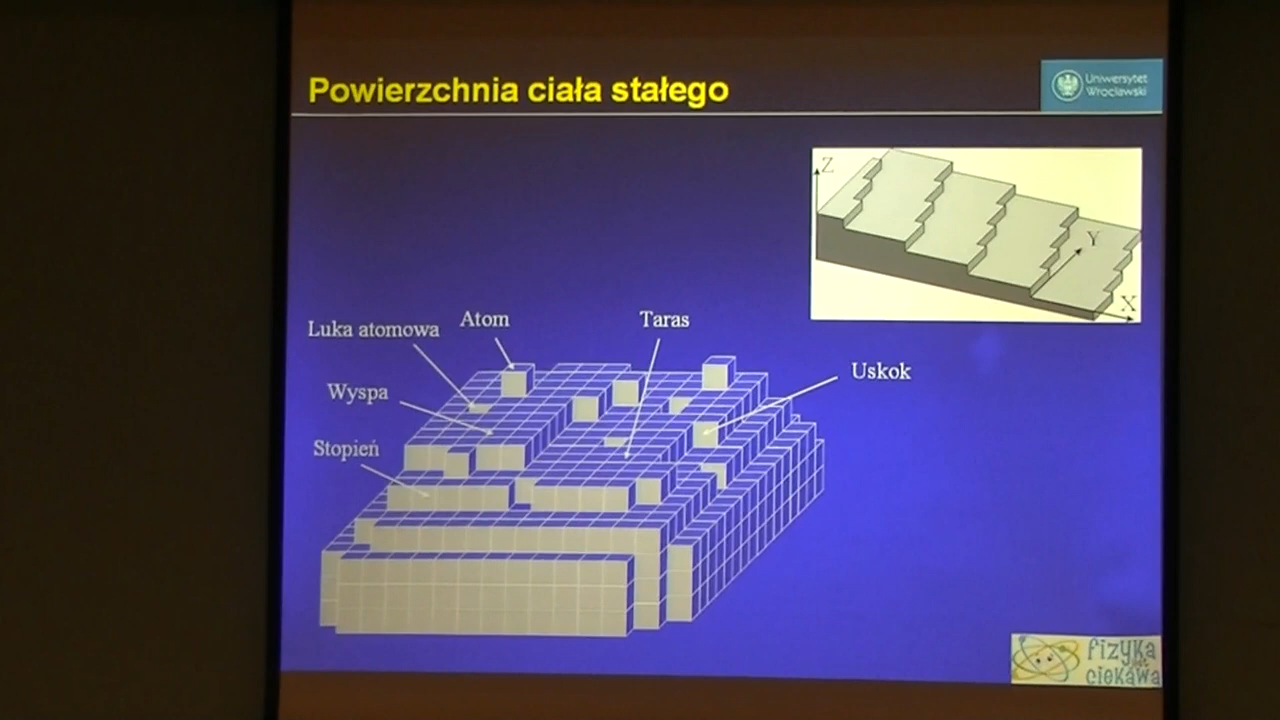 Powierzchnia ciała stałego
Uniwersytet
Wrocławski
Z
Y
X
Luka atomowa
Atom
Taras
Wyspa
Uskok
Stopień
fizyka
jest
ciekawa